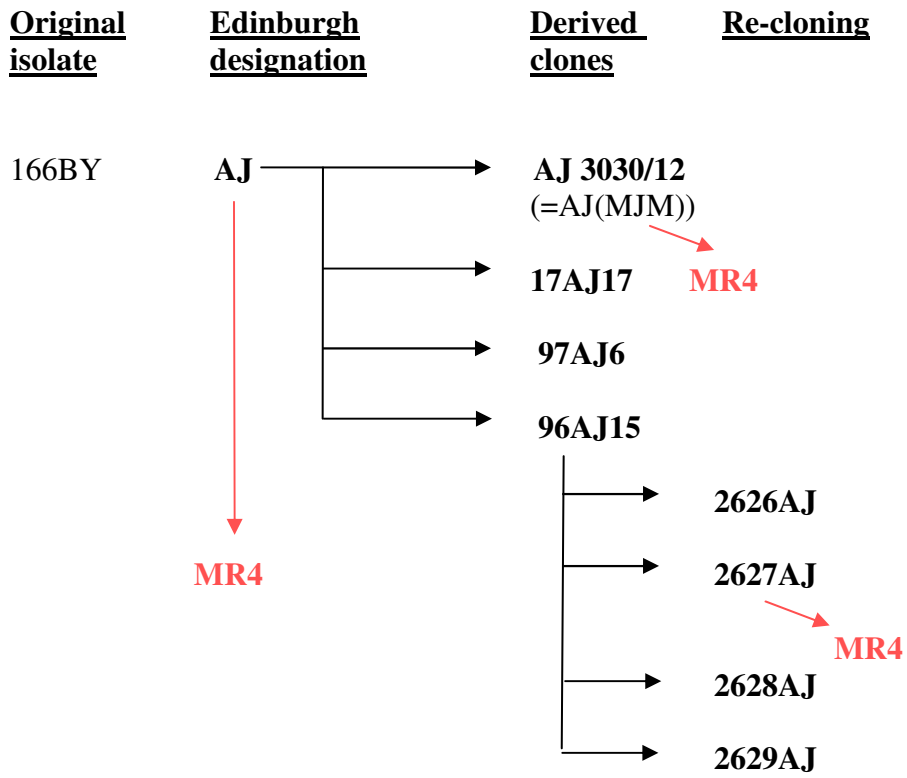 Original Edinburgh Derived Re-cloning
isolate designation clones
166BY AJ AJ 3030/12
(=AJ(MJM))
17AJ17 MR4
97AJ6
96AJ15
2626AJ
MR4 2627AJ
MR4
2628AJ
2629AJ